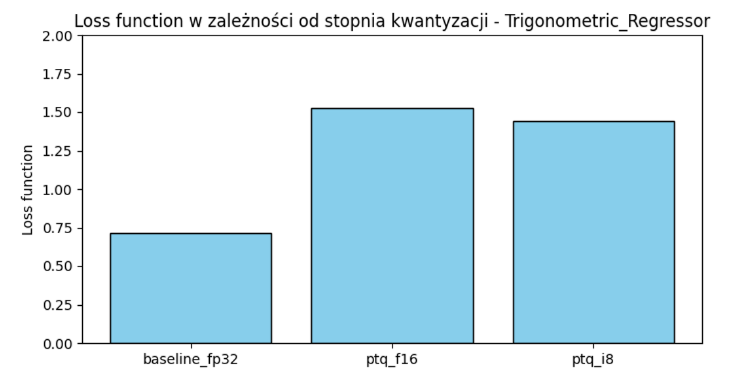 Loss function w zależności od stopnia kwantyzacji - Trigonometric_Regressor
2.00
1.75
1.50
1.25
1.00
0.75
0.50
0.25
0.00
Loss function
baseline_fp32
ptq_f16
ptq_i8